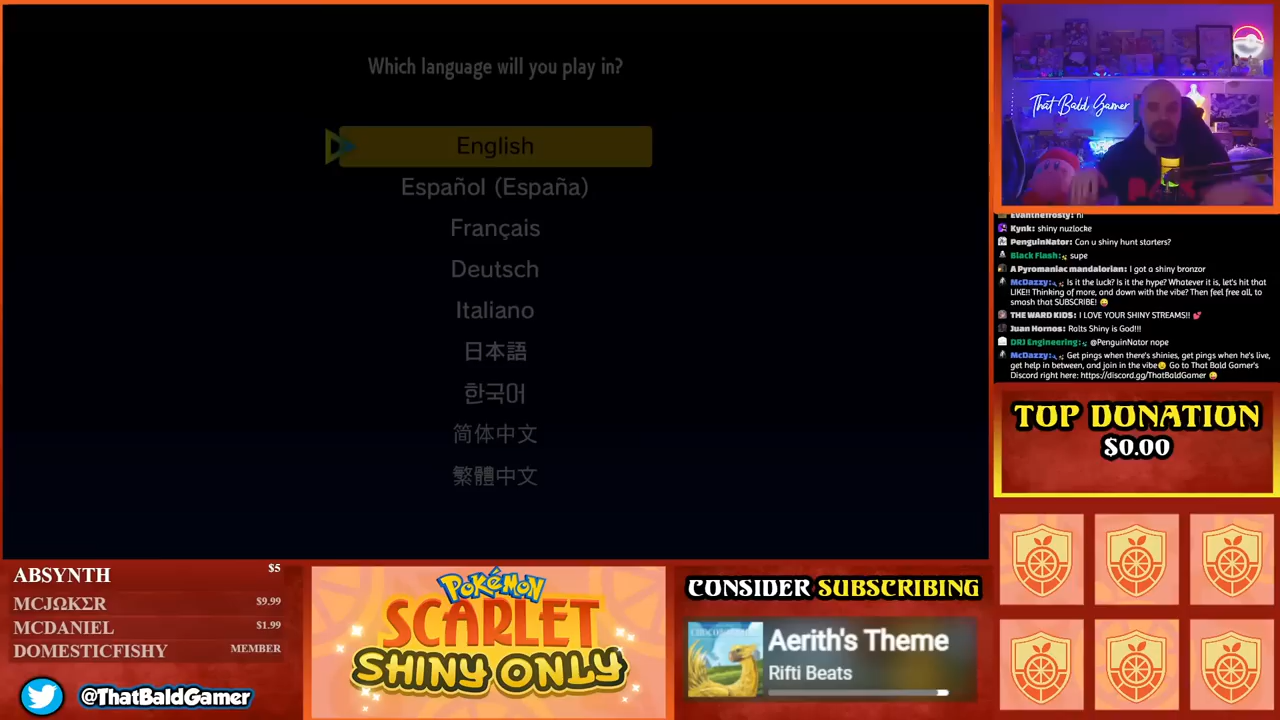 Which language will you play in?
English
Español (España)
Français
Deutsch
Italiano
日本語
한국어
简体中文
繁體中文
That Bald Gamer
Evanthefrosty: hi
Kynk: shiny nuzlocke
PenguinNator: Can u shiny hunt starters?
Black Flash: supe
A Pyromaniac mandalorian: I got a shiny bronzor
McDazzy: Is it the luck? Is it the hype? Whatever it is, let's hit that
LIKE!! Thinking of more, and down with the vibe? Then feel free all, to
smash that SUBSCRIBE!
THE WARD KIDS: I LOVE YOUR SHINY STREAMS!!
Juan Hornos: Ralts Shiny is God!!!
DRJ Engineering: @PenguinNator nope
McDazzy: Get pings when there's shinies, get pings when he's live,
get help in between, and join in the vibe Go to That Bald Gamer's
Discord right here: https://discord.gg/ThatBaldGamer
TOP DONATION
$0.00
ABSYNTH $5
MCJΩKΣR $9.99
MCDANIEL $1.99
DOMESTICFISHY MEMBER
@ThatBaldGamer
POKéMON
SCARLET
SHINY ONLY
CONSIDER SUBSCRIBING
Aerith's Theme
Rifti Beats